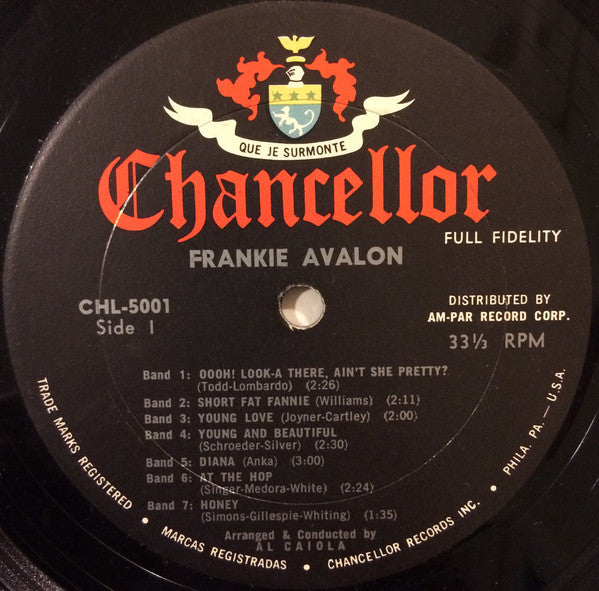 QUE JE SURMONTE
Chancellor
FULL FIDELITY
FRANKIE AVALON
CHL-5001
Side 1
DISTRIBUTED BY
AM-PAR RECORD CORP.
33⅓ RPM
Band 1: OOOH! LOOK-A THERE, AIN'T SHE PRETTY?
(Todd-Lombardo) (2:26)
Band 2: SHORT FAT FANNIE (Williams) (2:11)
Band 3: YOUNG LOVE (Joyner-Cartley) (2:00)
Band 4: YOUNG AND BEAUTIFUL
(Schroeder-Silver) (2:30)
Band 5: DIANA (Anka) (3:00)
Band 6: AT THE HOP
(Singer-Medora-White) (2:24)
Band 7: HONEY
(Simons-Gillespie-Whiting) (1:35)
Arranged & Conducted by
AL CAIOLA
TRADE MARKS REGISTERED. • MARCAS REGISTRADAS • CHANCELLOR RECORDS INC. • PHILA. PA. — U.S.A.